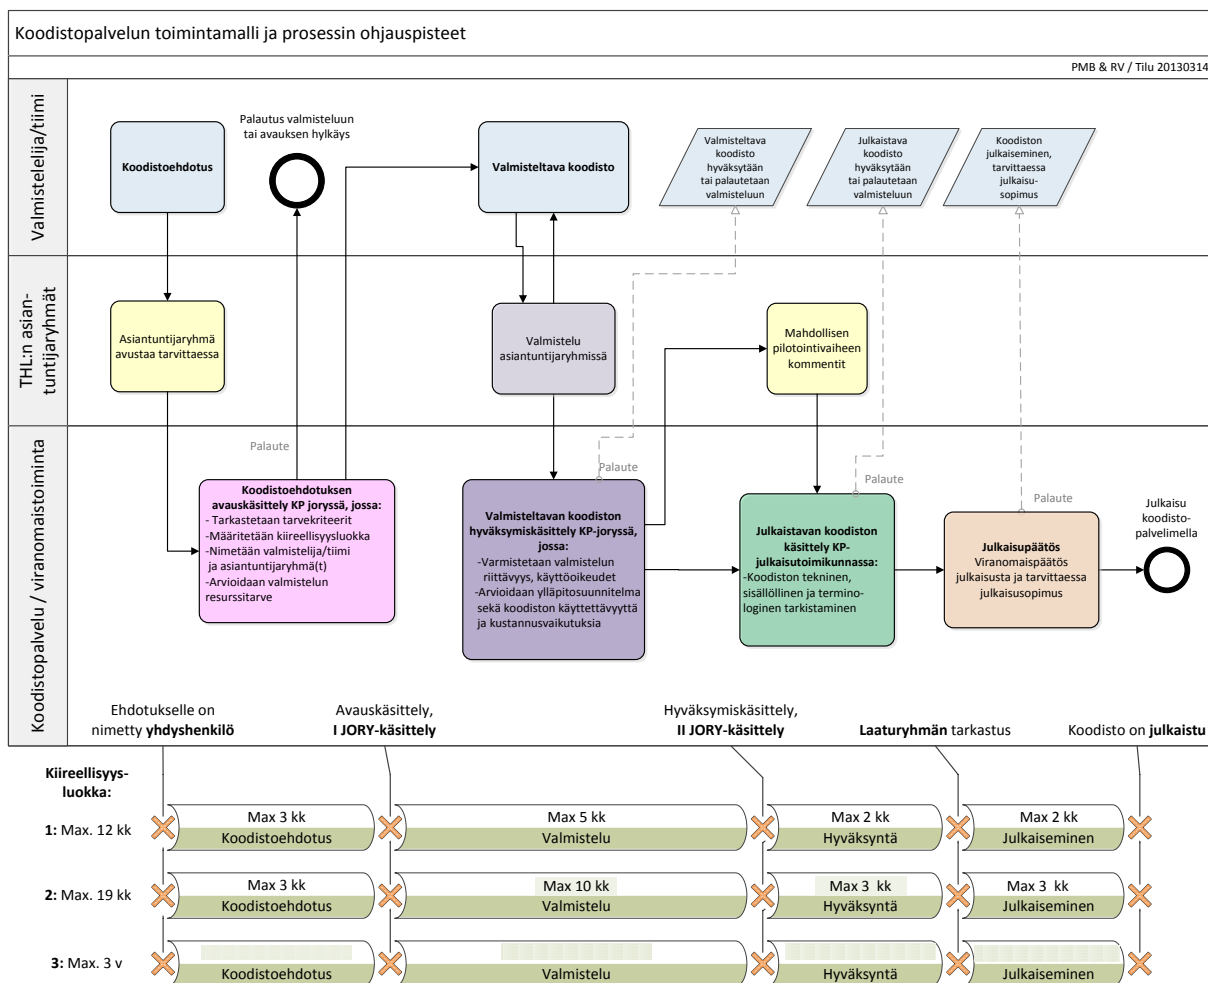 Koodistopalvelun toimintamalli ja prosessin ohjauspisteet
PMB & RV / Tilu 20130314
Valmistelija/tiimi
Koodistoehdotus
Palautus valmisteluun
tai avauksen hylkäys
Valmisteltava koodisto
Valmisteltava
koodisto
hyväksytään
tai palautetaan
valmisteluun
Julkaistava
koodisto
hyväksytään
tai palautetaan
valmisteluun
Koodiston
julkaiseminen,
tarvittaessa
julkaisu-
sopimus
THL:n asian-
tuntijaryhmät
Asiantuntijaryhmä
avustaa tarvittaessa
Valmistelu
asiantuntijaryhmissä
Mahdollisen
pilotointivaiheen
kommentit
Koodistopalvelu / viranomaistoiminta
Palaute
Palaute
Palaute
Palaute
Koodistoehdotuksen
avauskäsittely KP joryssä, jossa:
- Tarkastetaan tarvekriteerit
- Määritetään kiireellisyysluokka
-Nimetään valmistelija/tiimi
ja asiantuntijaryhmä(t)
-Arvioidaan valmistelun
resurssitarve
Valmisteltavan koodiston
hyväksymiskäsittely KP-joryssä,
jossa:
-Varmistetaan valmistelun
riittävyys, käyttöoikeudet
-Arvioidaan ylläpitosuunnitelma
sekä koodiston käyttettävyyttä
ja kustannusvaikutuksia
Julkaistavan koodiston
käsittely KP-
julkaisutoimikunnassa:
-Koodiston tekninen,
sisällöllinen ja termino-
loginen tarkistaminen
Julkaisupäätös
Viranomaispäätös
julkaisusta ja tarvittaessa
julkaisusopimus
Julkaisu
koodisto-
palvelimella
Ehdotukselle on
nimetty yhdyshenkilö
Avauskäsittely,
I JORY-käsittely
Hyväksymiskäsittely,
II JORY-käsittely
Laaturyhmän tarkastus
Koodisto on julkaistu
Kiireellisyys-
luokka:
1: Max. 12 kk
Max 3 kk
Koodistoehdotus
Max 5 kk
Valmistelu
Max 2 kk
Hyväksyntä
Max 2 kk
Julkaiseminen
2: Max. 19 kk
Max 3 kk
Koodistoehdotus
Max 10 kk
Valmistelu
Max 3 kk
Hyväksyntä
Max 3 kk
Julkaiseminen
3: Max. 3 v
Koodistoehdotus
Valmistelu
Hyväksyntä
Julkaiseminen